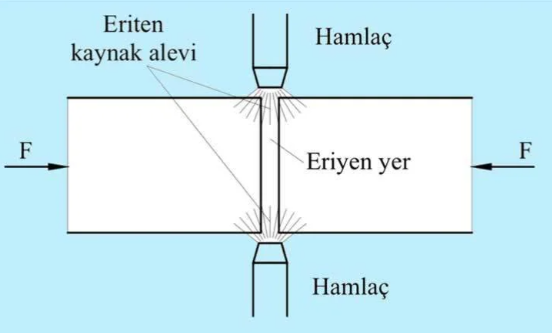 Eriten
kaynak alevi
Hamlaç
F
Eriyen yer
F
Hamlaç